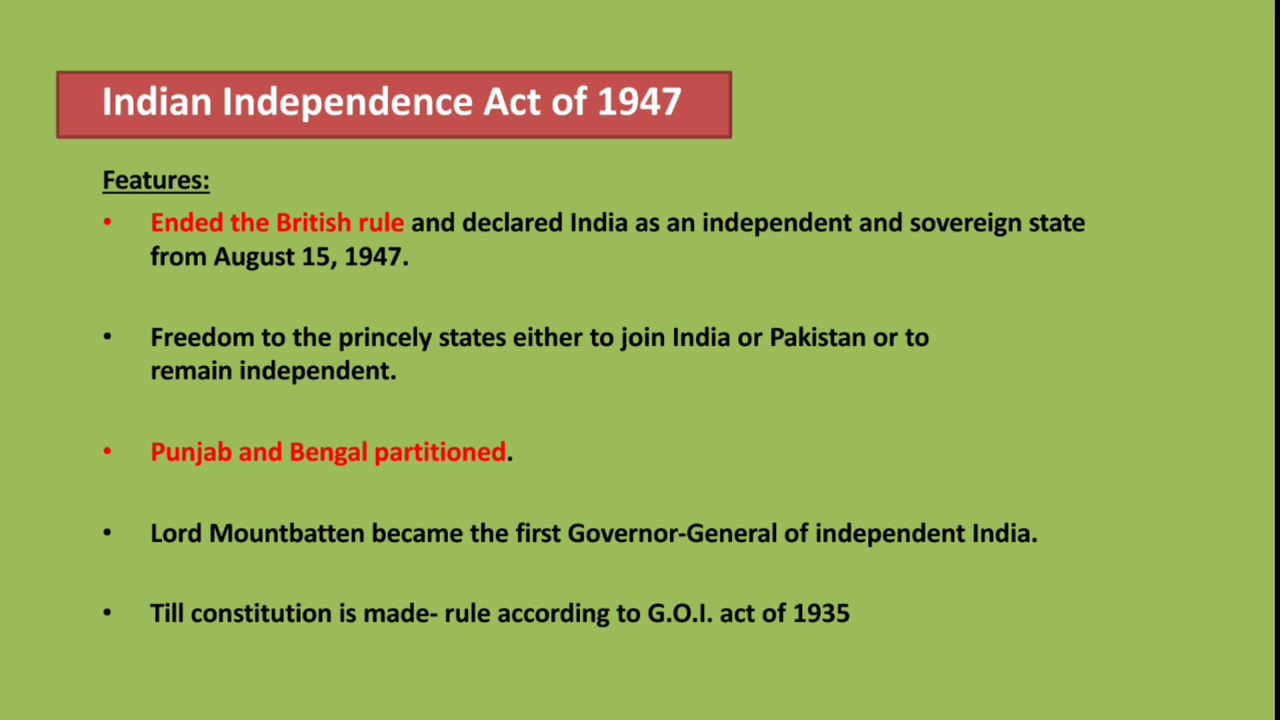 Indian Independence Act of 1947
Features:
• Ended the British rule and declared India as an independent and sovereign state
from August 15, 1947.
• Freedom to the princely states either to join India or Pakistan or to
remain independent.
• Punjab and Bengal partitioned.
• Lord Mountbatten became the first Governor-General of independent India.
• Till constitution is made- rule according to G.O.I. act of 1935